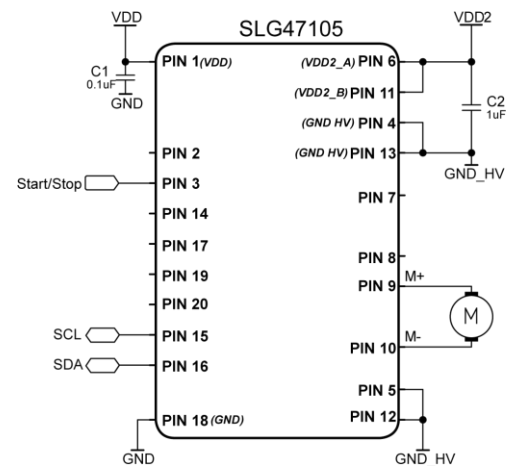 VDD
VDD2
SLG47105
PIN 1(VDD)
(VDD2_A) PIN 6
C1
0.1uF
GND
(VDD2_B) PIN 11
C2
1uF
(GND HV) PIN 4
PIN 2
(GND HV) PIN 13
GND_HV
Start/Stop
PIN 3
PIN 7
PIN 14
PIN 17
PIN 8
PIN 19
PIN 9
M+
PIN 20
M
SCL
PIN 15
M-
PIN 10
SDA
PIN 16
PIN 5
PIN 18(GND)
PIN 12
GND
GND_HV